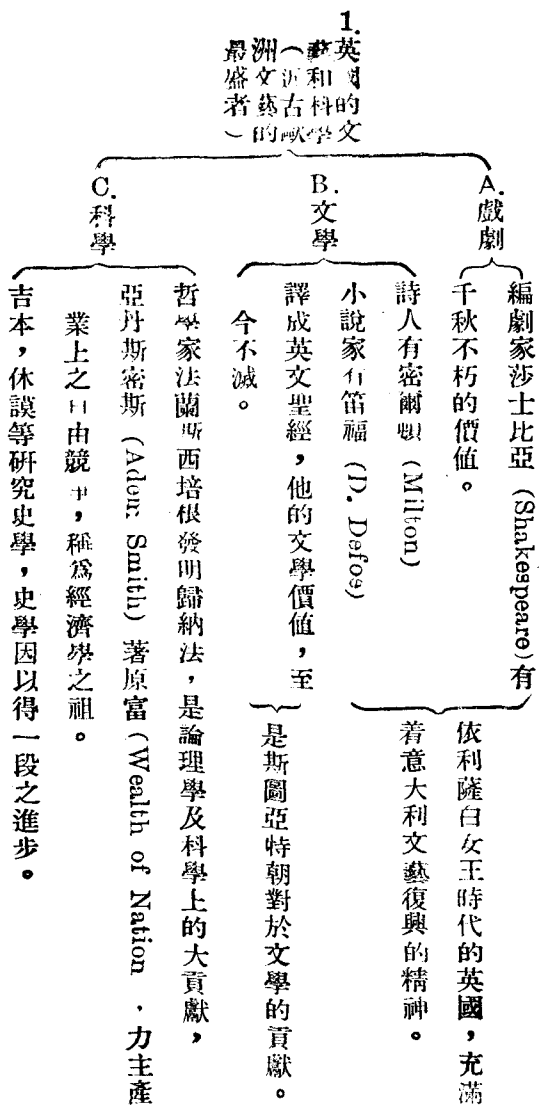 1.英國的文
藝和科學
(近古歐
洲文藝的
最盛者)
A.戲劇
編劇家莎士比亞 (Shakespeare) 有
千秋不朽的價值。
B.文學
詩人有密爾頓 (Milton)
小說家有笛福 (D. Defoe)
依利薩白女王時代的英國,充滿
着意大利文藝復興的精神。
譯成英文聖經,他的文學價值,至
今不滅。
是斯圖亞特朝對於文學的貢獻。
C.科學
哲學家法蘭斯西培根發明歸納法,是論理學及科學上的大貢獻,
亞丹斯密斯 (Adem Smith) 著原富 (Wealth of Nation ,力主產
業上之自由競爭,稱爲經濟學之祖。
吉本,休謨等研究史學,史學因以得一段之進步。